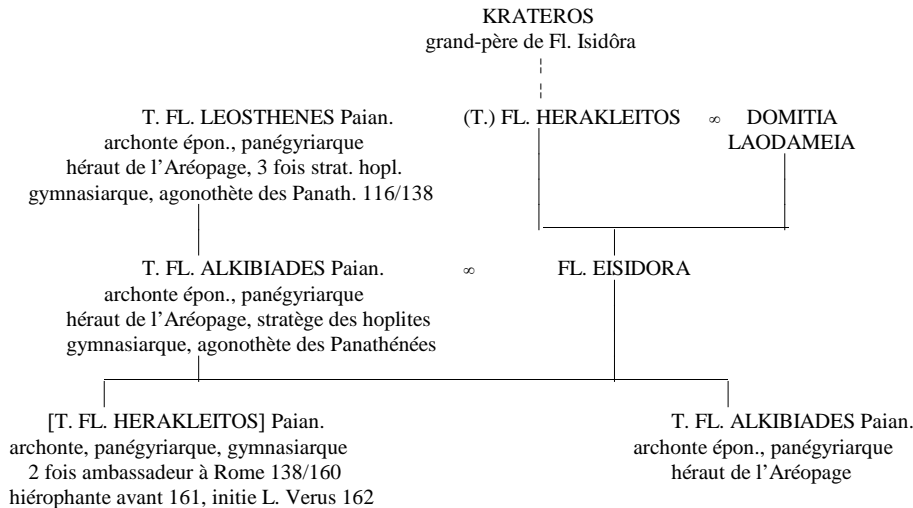 KRATEROS
grand-père de Fl. Isidôra
T. FL. LEOSTHENES Paian.
archonte épon., panégyriarque
héraut de l'Aréopage, 3 fois strat. hopl.
gymnasiarque, agonothète des Panath. 116/138
(T.) FL. HERAKLEITOS ∞ DOMITIA
LAODAMEIA
T. FL. ALKIBIADES Paian. ∞ FL. EISIDORA
archonte épon., panégyriarque
héraut de l'Aréopage, stratège des hoplites
gymnasiarque, agonothète des Panathénées
[T. FL. HERAKLEITOS] Paian.
archonte, panégyriarque, gymnasiarque
2 fois ambassadeur à Rome 138/160
hiérophante avant 161, initie L. Verus 162
T. FL. ALKIBIADES Paian.
archonte épon., panégyriarque
héraut de l'Aréopage